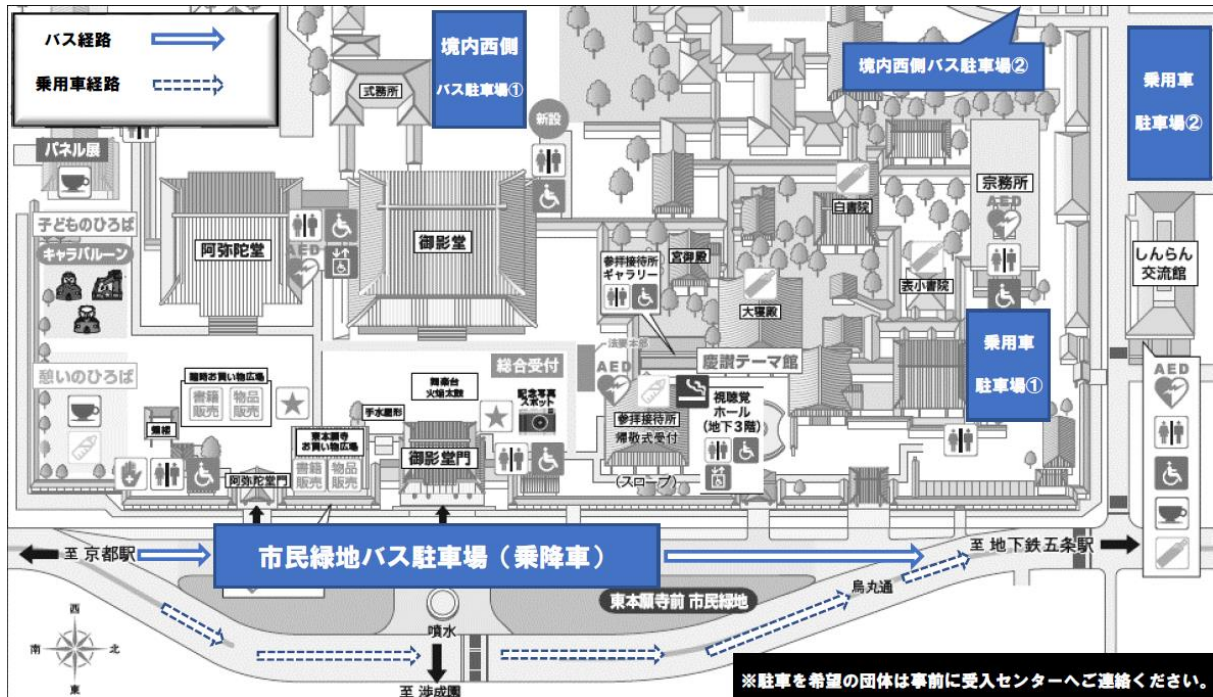 バス経路
乗用車経路
境内西側
バス駐車場①
境内西側バス駐車場②
乗用車
駐車場②
式務所
新設
パネル展
子どものひろば
キャラバルーン
阿弥陀堂
AED
御影堂
参拝接待所
ギャラリー
宮御殿
白書院
宗務所
AED
表小書院
大寝殿
しんらん
交流館
乗用車
駐車場①
憩いのひろば
臨時お買い物広場
書籍
販売
物品
販売
鐘楼
東本願寺
お買い物広場
書籍
販売
物品
販売
阿弥陀堂門
手水屋形
舞楽台
火焔太鼓
総合受付
記念写真
スポット
御影堂門
法要本部
AED
慶讃テーマ館
参拝接待所
帰敬式受付
(スロープ)
視聴覚
ホール
(地下3階)
AED
至 京都駅
市民緑地バス駐車場(乗降車)
至 地下鉄五条駅
烏丸通
東本願寺前 市民緑地
噴水
至 渉成園
西
南
北
東
※駐車を希望の団体は事前に受入センターへご連絡ください。